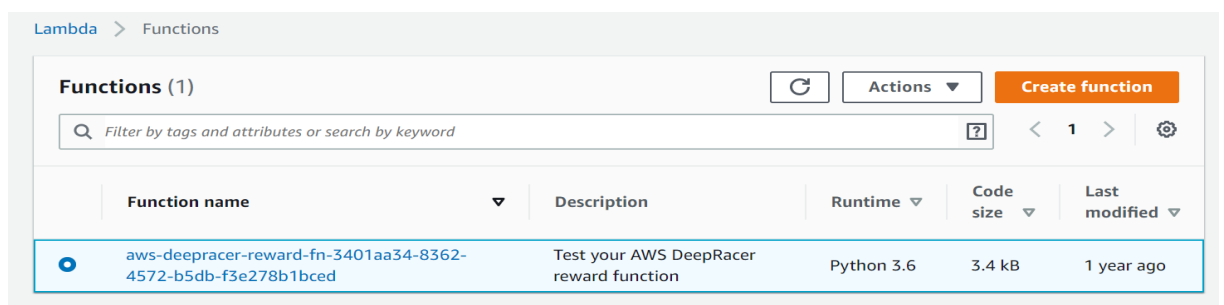 Lambda > Functions
Functions (1)
Actions
Create function
Filter by tags and attributes or search by keyword
?
< 1 >
Function name
Description
Runtime
Code size
Last modified
aws-deepracer-reward-fn-3401aa34-8362-
4572-b5db-f3e278b1bced
Test your AWS DeepRacer
reward function
Python 3.6
3.4 kB
1 year ago